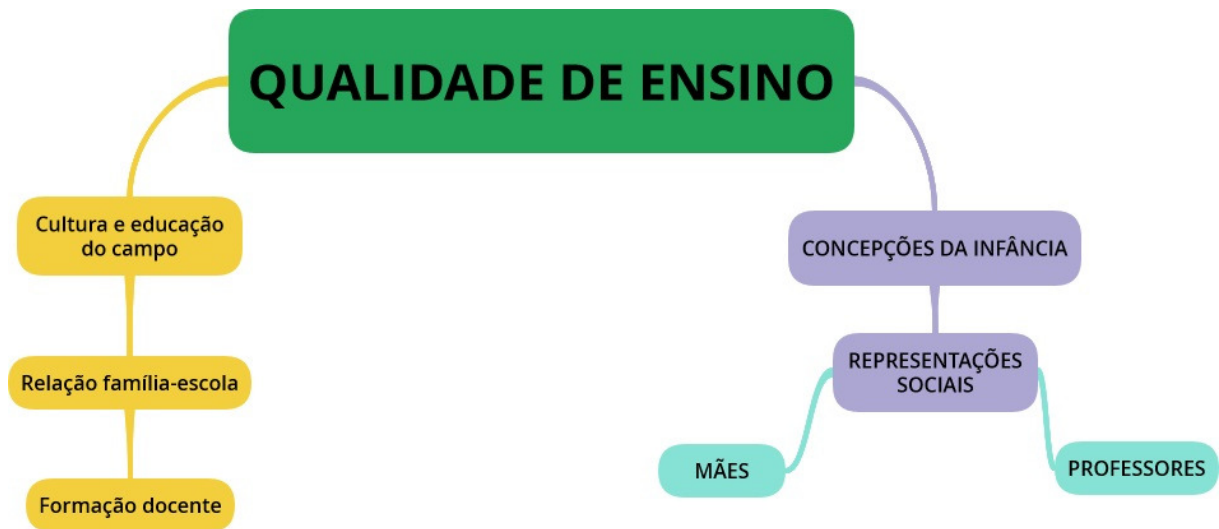 QUALIDADE DE ENSINO
Cultura e educação
do campo
Relação família-escola
Formação docente
CONCEPÇÕES DA INFÂNCIA
REPRESENTAÇÕES
SOCIAIS
MÃES
PROFESSORES